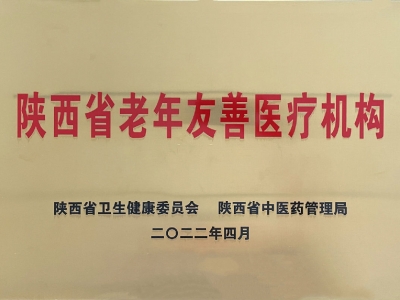 陕西省老年友善医疗机构
陕西省卫生健康委员会 陕西省中医药管理局
二〇二二年四月